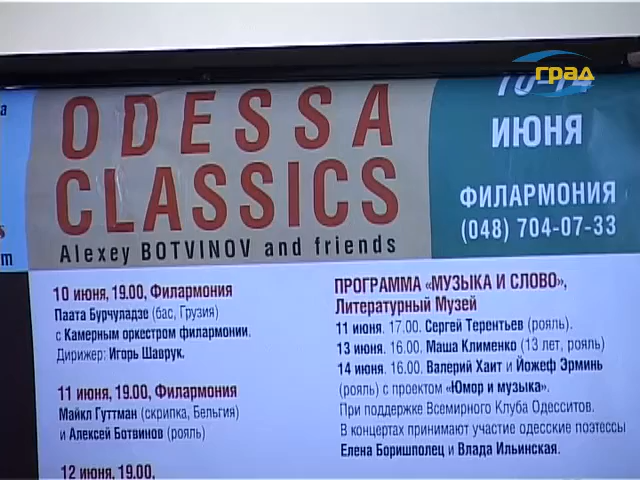 град
10-14
ИЮНЯ
ФИЛАРМОНИЯ
(048) 704-07-33
ODESSA
CLASSICS
Alexey BOTVINOV and friends
10 июня, 19.00, Филармония
Паата Бурчуладзе (бас, Грузия)
с Камерным оркестром филармонии.
Дирижер: Игорь Шаврук.
11 июня, 19.00, Филармония
Майкл Гуттман (скрипка, Бельгия)
и Алексей Ботвинов (рояль)
12 июня, 19.00,
ПРОГРАММА «МУЗЫКА И СЛОВО»,
Литературный Музей
11 июня. 17.00. Сергей Терентьев (рояль).
13 июня. 16.00. Маша Клименко (13 лет, рояль)
14 июня. 16.00. Валерий Хаит и Йожеф Эрминь
(рояль) с проектом «Юмор и музыка».
При поддержке Всемирного Клуба Одесситов.
В концертах принимают участие одесские поэтессы
Елена Боришполец и Влада Ильинская.